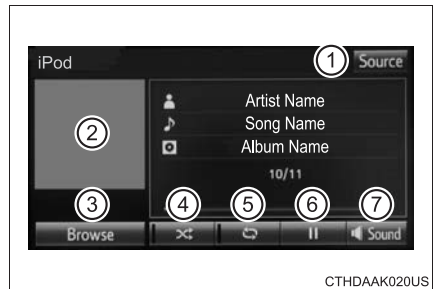 iPod
1
Source
2
Artist Name
Song Name
Album Name
10/11
3
4
5
6
7
Browse
Sound
CTHDAAK020US